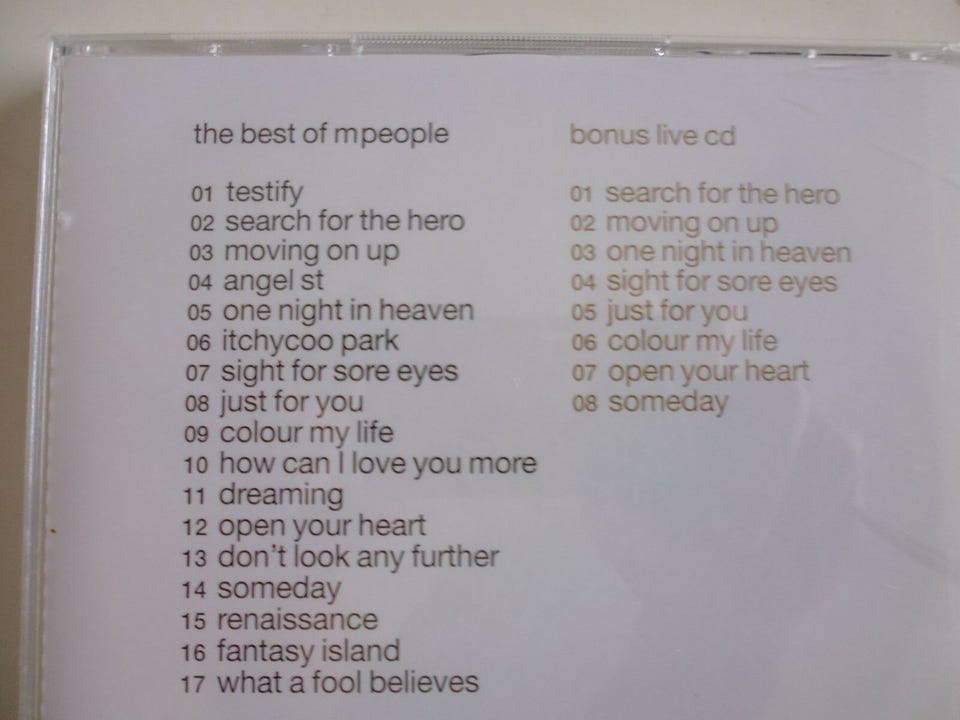 the best of mpeople
01 testify
02 search for the hero
03 moving on up
04 angel st
05 one night in heaven
06 itchycoo park
07 sight for sore eyes
08 just for you
09 colour my life
10 how can I love you more
11 dreaming
12 open your heart
13 don't look any further
14 someday
15 renaissance
16 fantasy island
17 what a fool believes
bonus live cd
01 search for the hero
02 moving on up
03 one night in heaven
04 sight for sore eyes
05 just for you
06 colour my life
07 open your heart
08 someday